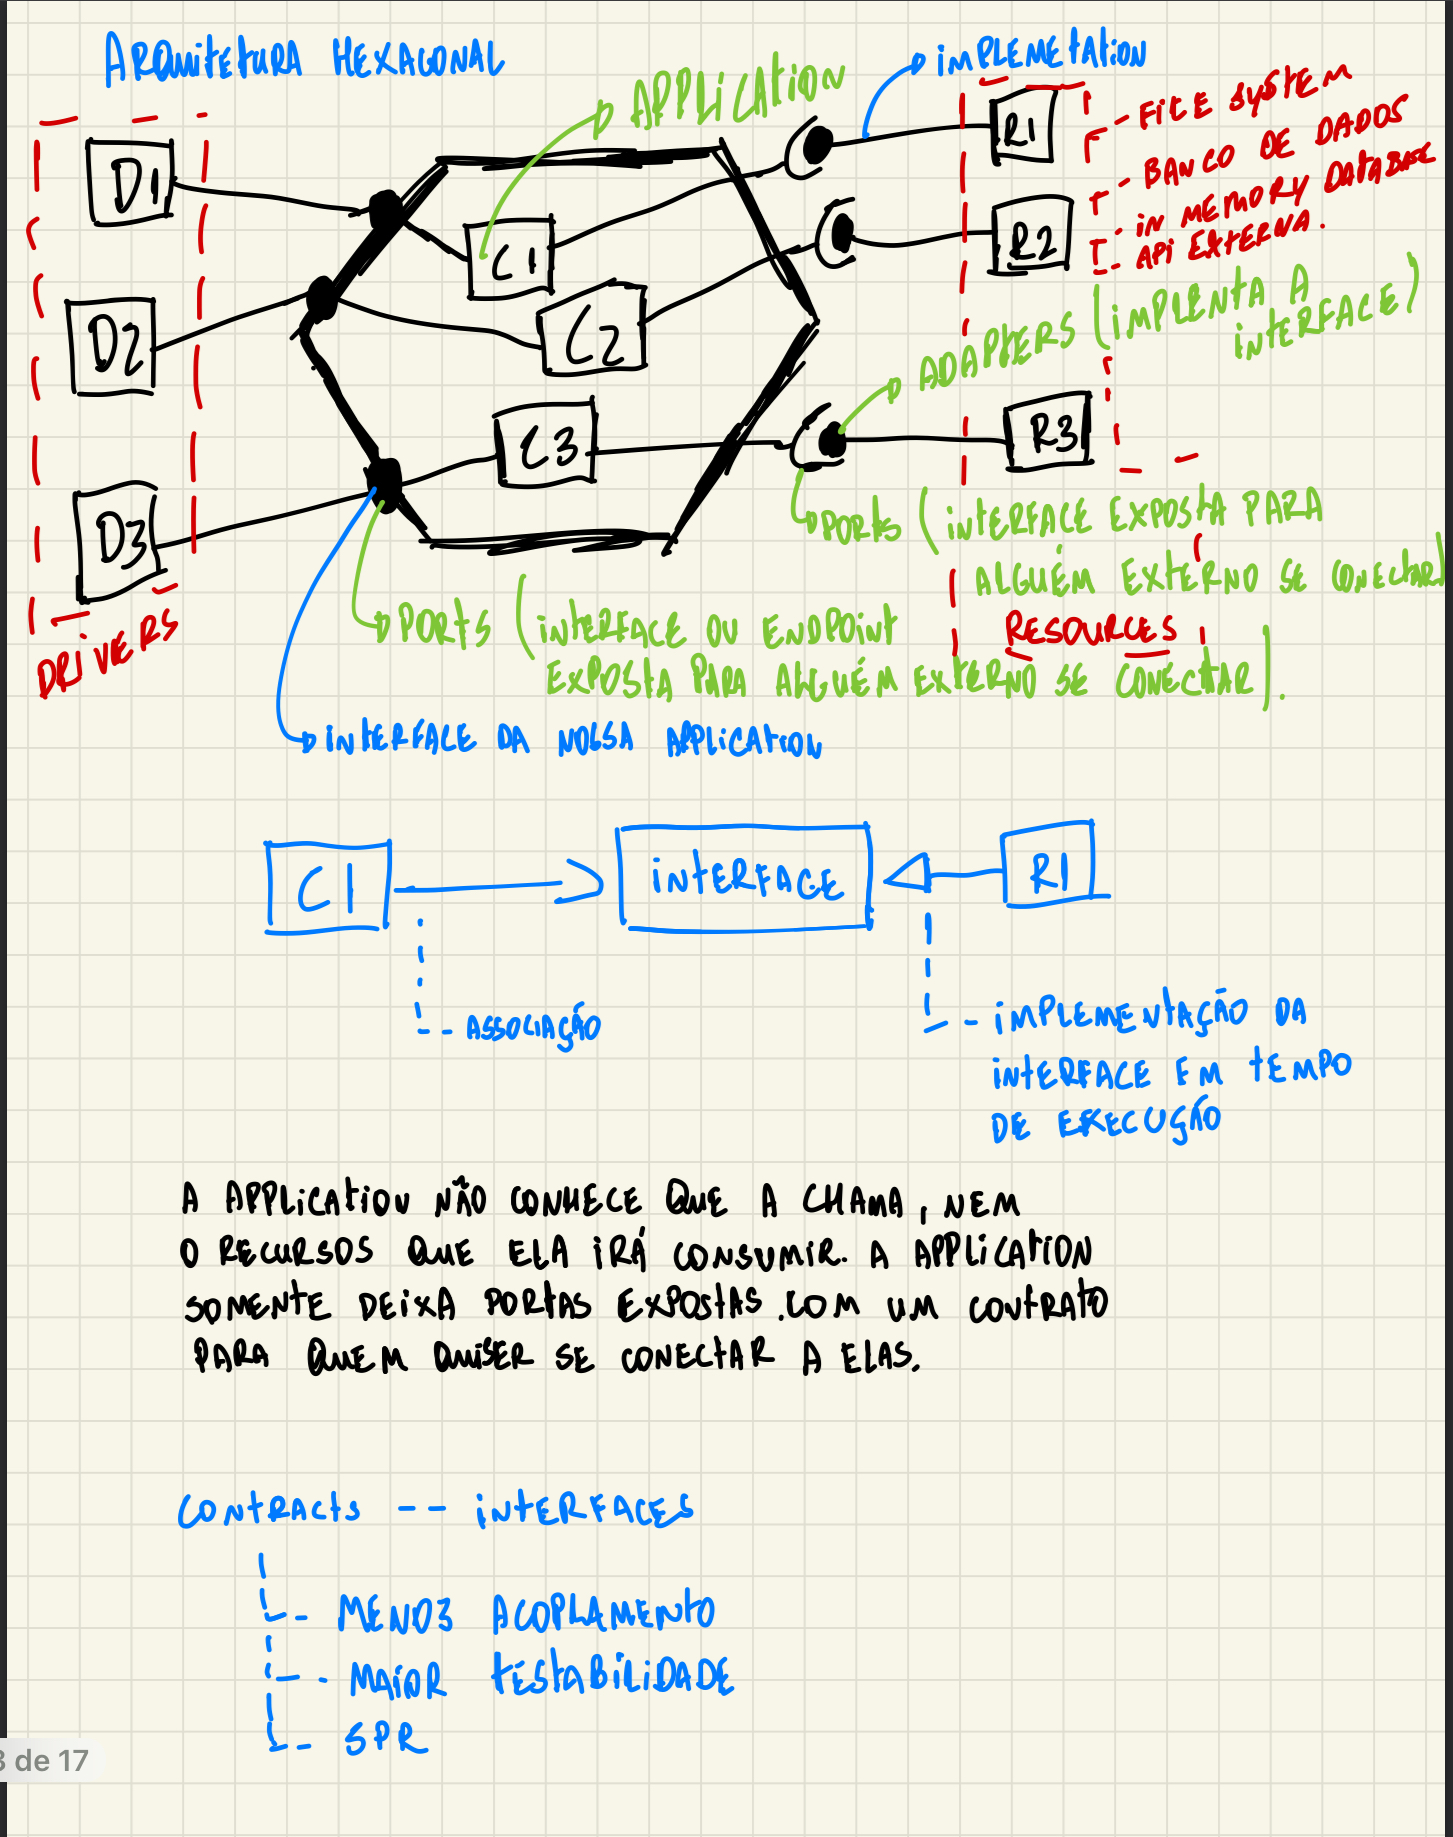 ARQUITETURA HEXAGONAL
APPLICATION
IMPLEMETATION
D1
C1
R1
- FILE SYSTEM
- BANCO DE DADOS
- IN MEMORY DATABASE
- API EXTERNA.
R2
D2
C2
ADAPTERS (IMPLENTA A
INTERFACE)
C3
R3
D3
PORTS (INTERFACE EXPOSTA PARA
ALGUÉM EXTERNO SE CONECTAR)
DRIVERS
RESOURCES
PORTS (INTERFACE OU ENDPOINT
EXPOSTA PARA ALGUÉM EXTERNO SE CONECTAR).
INTERFACE DA NOSSA APPLICATION
C1
INTERFACE
R1
ASSOCIAÇÃO
IMPLEMENTAÇÃO DA
INTERFACE EM TEMPO
DE EXECUÇÃO
A APPLICATION NÃO CONHECE QUE A CHAMA, NEM
O RECURSOS QUE ELA IRÁ CONSUMIR. A APPLICATION
SOMENTE DEIXA PORTAS EXPOSTAS. COM UM CONTRATO
PARA QUEM QUISER SE CONECTAR A ELAS.
CONTRACTS -- INTERFACES
- MENOS ACOPLAMENTO
- MAIOR TESTABILIDADE
-- SPR
3 de 17